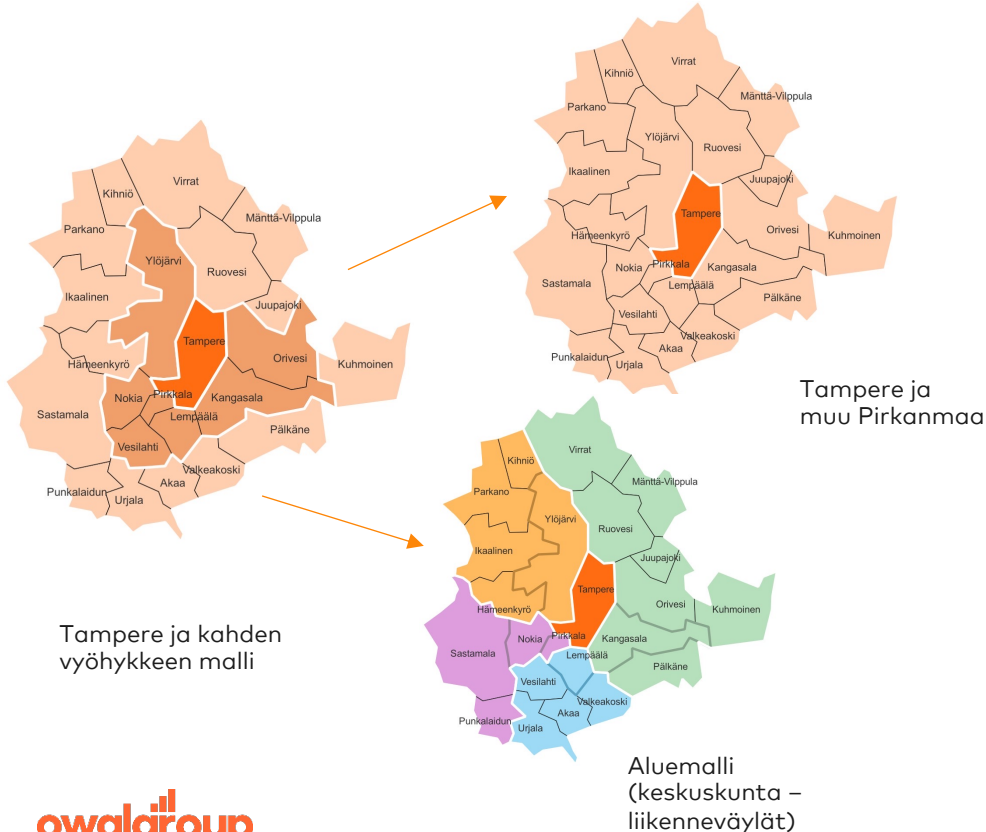 Kihniö
Virrat
Mänttä-Vilppula
Parkano
Ylöjärvi
Ruovesi
Ikaalinen
Juupajoki
Tampere
Hämeenkyrö
Orivesi
Kuhmoinen
Nokia
Pirkkala
Kangasala
Sastamala
Lempäälä
Pälkäne
Vesilahti
Valkeakoski
Punkalaidun
Urjala
Akaa
Tampere ja kahden
vyöhykkeen malli
Kihniö
Virrat
Mänttä-Vilppula
Parkano
Ylöjärvi
Ruovesi
Ikaalinen
Juupajoki
Tampere
Hämeenkyrö
Orivesi
Kuhmoinen
Nokia
Pirkkala
Kangasala
Sastamala
Lempäälä
Pälkäne
Vesilahti
Valkeakoski
Punkalaidun
Urjala
Akaa
Tampere ja
muu Pirkanmaa
Kihniö
Virrat
Mänttä-Vilppula
Parkano
Ylöjärvi
Ruovesi
Ikaalinen
Juupajoki
Tampere
Hämeenkyrö
Orivesi
Kuhmoinen
Nokia
Pirkkala
Kangasala
Sastamala
Lempäälä
Pälkäne
Vesilahti
Valkeakoski
Punkalaidun
Urjala
Akaa
Aluemalli
(keskuskunta –
liikenneväylät)
owalgroup